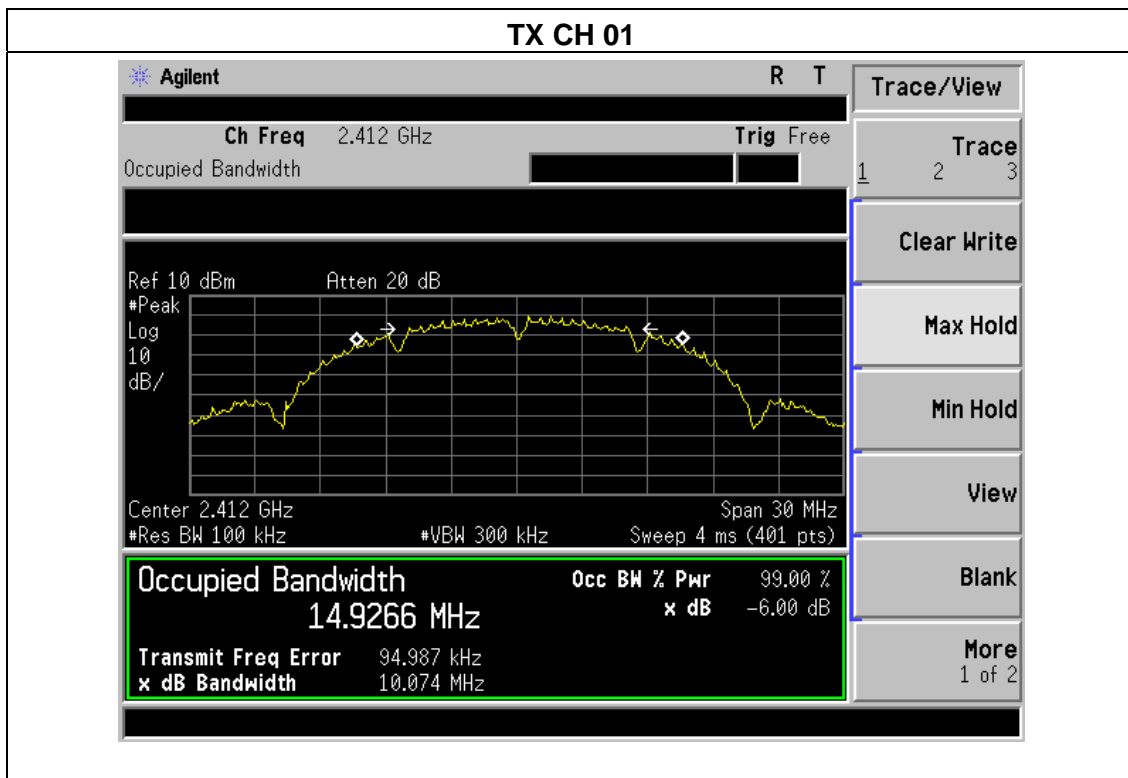 TX CH 01
Agilent R T
Ch Freq 2.412 GHz Trig Free
Occupied Bandwidth
Ref 10 dBm Atten 20 dB
#Peak
Log
10
dB/
Center 2.412 GHz Span 30 MHz
#Res BW 100 kHz #VBW 300 kHz Sweep 4 ms (401 pts)
Occupied Bandwidth Occ BW % Pwr 99.00 %
14.9266 MHz x dB -6.00 dB
Transmit Freq Error 94.987 kHz
x dB Bandwidth 10.074 MHz
Trace/View
Trace
1 2 3
Clear Write
Max Hold
Min Hold
View
Blank
More
1 of 2